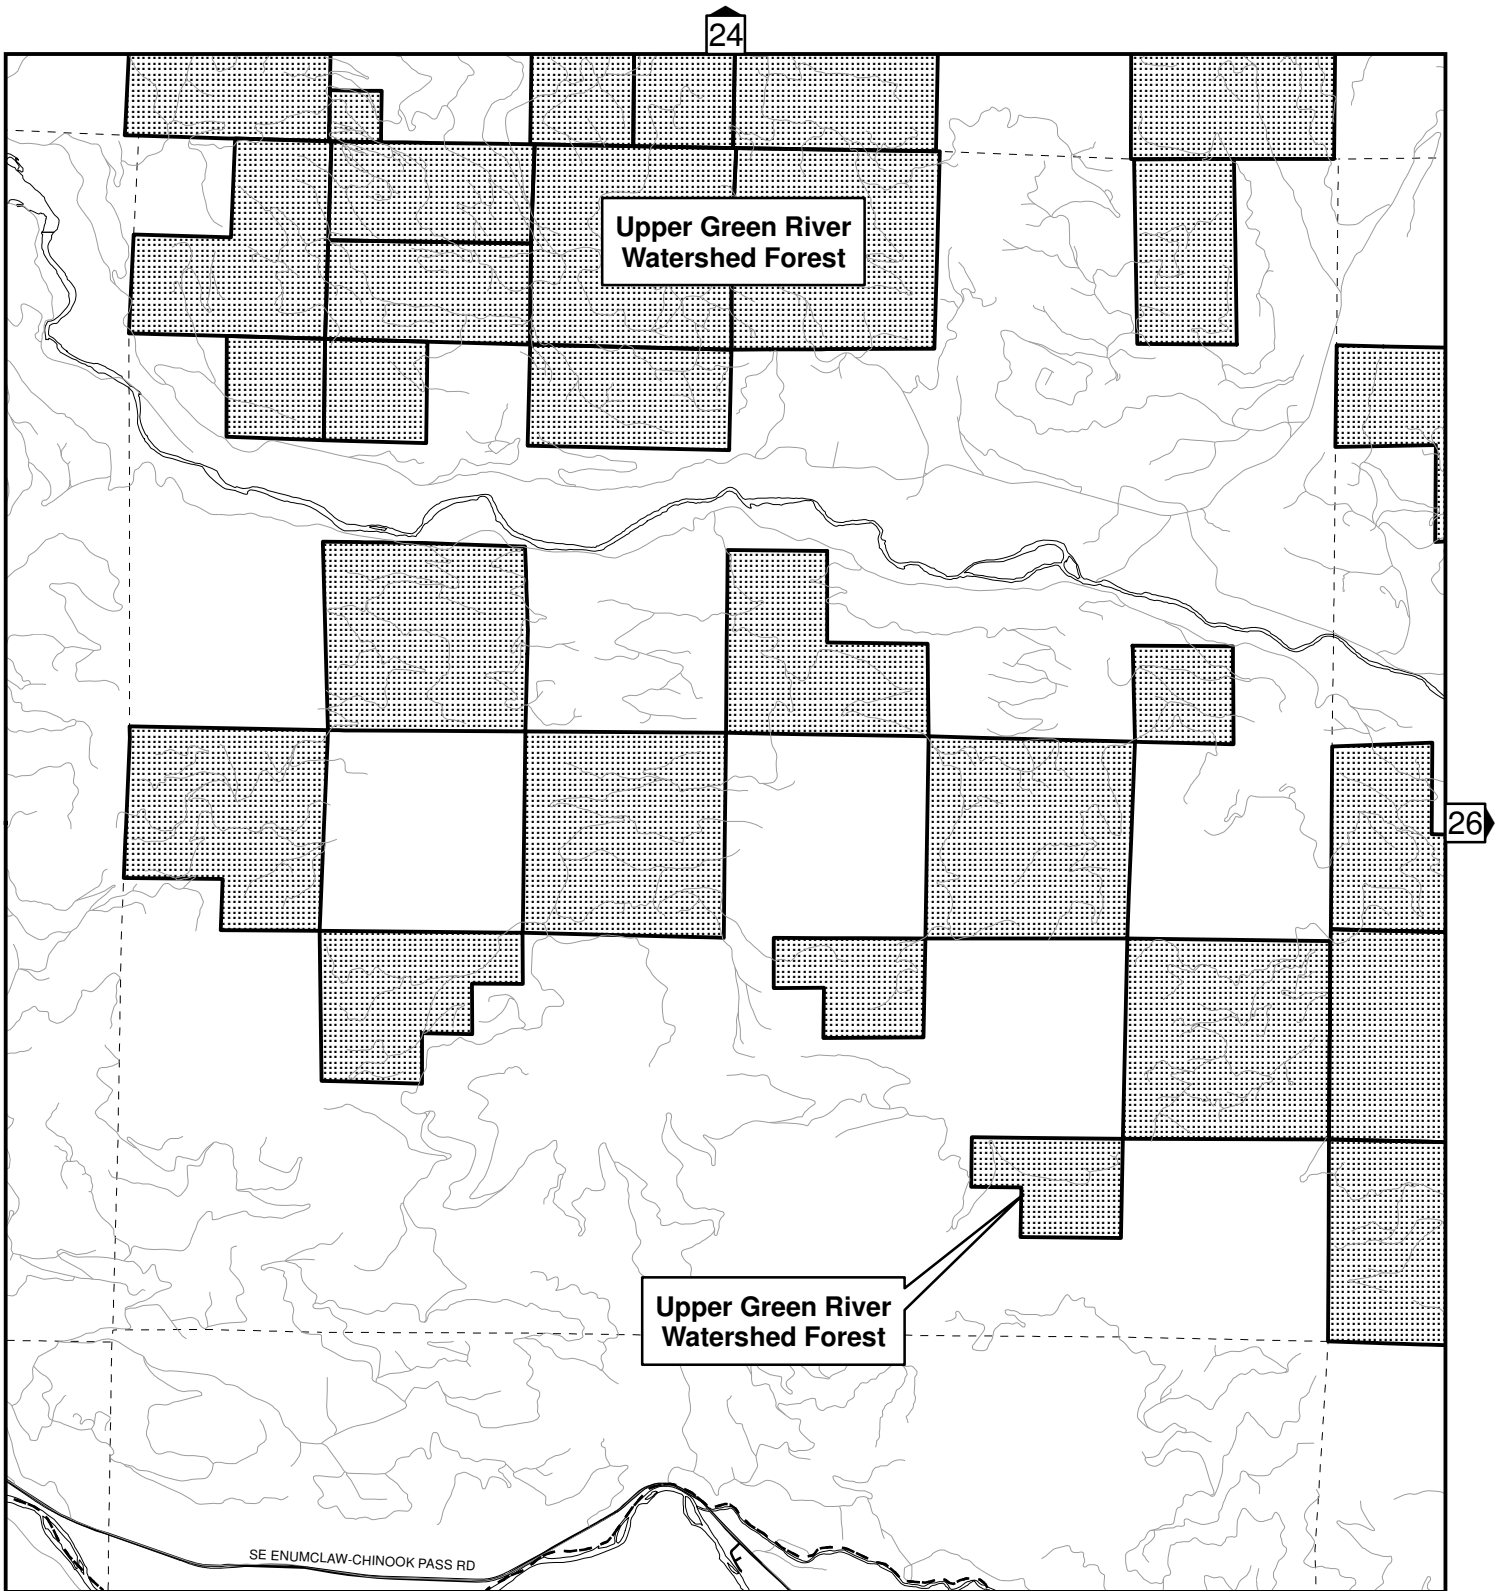 24
Upper Green River
Watershed Forest
26
Upper Green River
Watershed Forest
SE ENUMCLAW-CHINOOK PASS RD